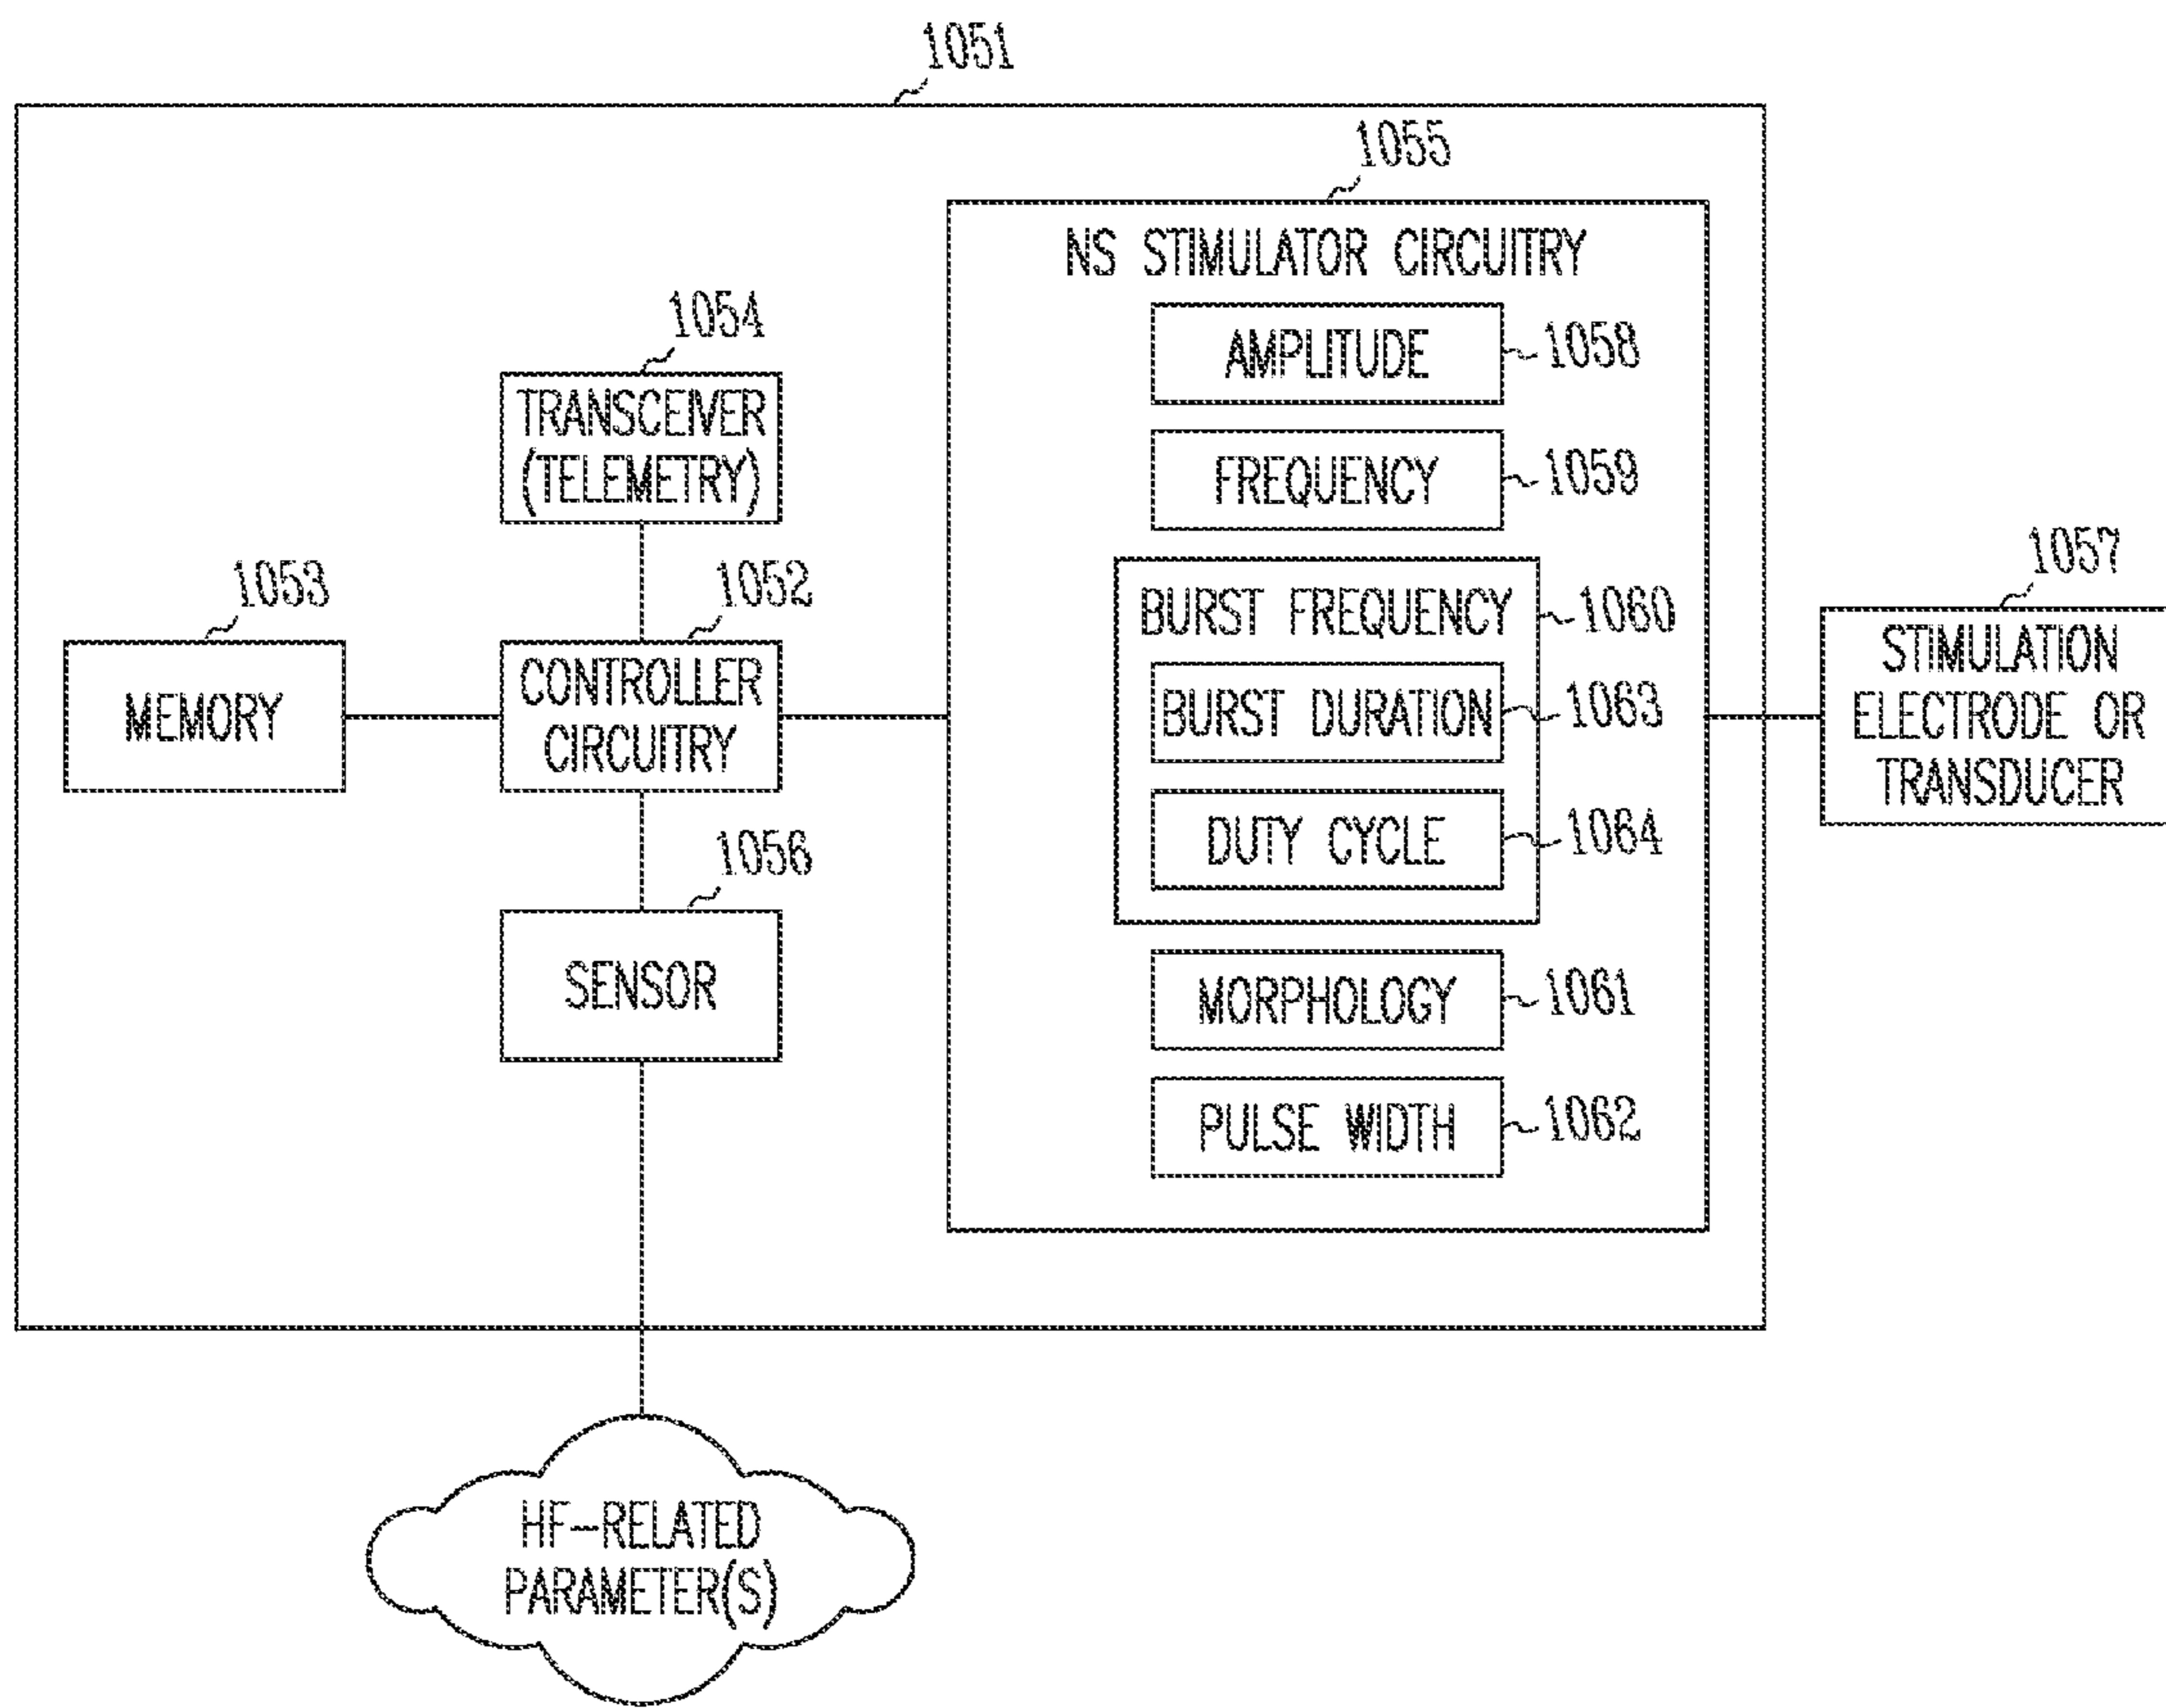 1051
1055
NS STIMULATOR CIRCUITRY
AMPLITUDE
1058
FREQUENCY
1059
BURST FREQUENCY
1060
BURST DURATION
1063
DUTY CYCLE
1064
MORPHOLOGY
1061
PULSE WIDTH
1062
1054
TRANSCEIVER
(TELEMETRY)
1053
MEMORY
1052
CONTROLLER
CIRCUITRY
1056
SENSOR
1057
STIMULATION
ELECTRODE OR
TRANSDUCER
HF-RELATED
PARAMETER(S)